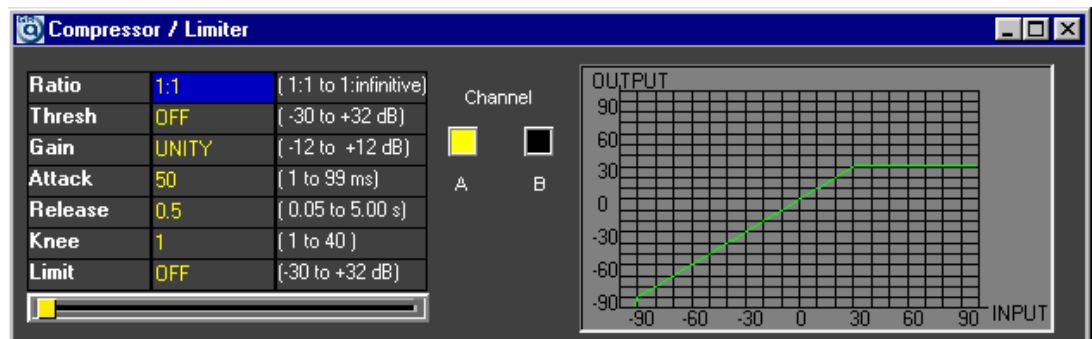 Compressor / Limiter
Ratio 1:1 ( 1:1 to 1:infinitive)
Thresh OFF ( -30 to +32 dB)
Gain UNITY ( -12 to +12 dB)
Attack 50 ( 1 to 99 ms)
Release 0.5 ( 0.05 to 5.00 s)
Knee 1 ( 1 to 40 )
Limit OFF (-30 to +32 dB)
Channel
A B
OUTPUT
90
60
30
0
-30
-60
-90
-90 -60 -30 0 30 60 90 INPUT